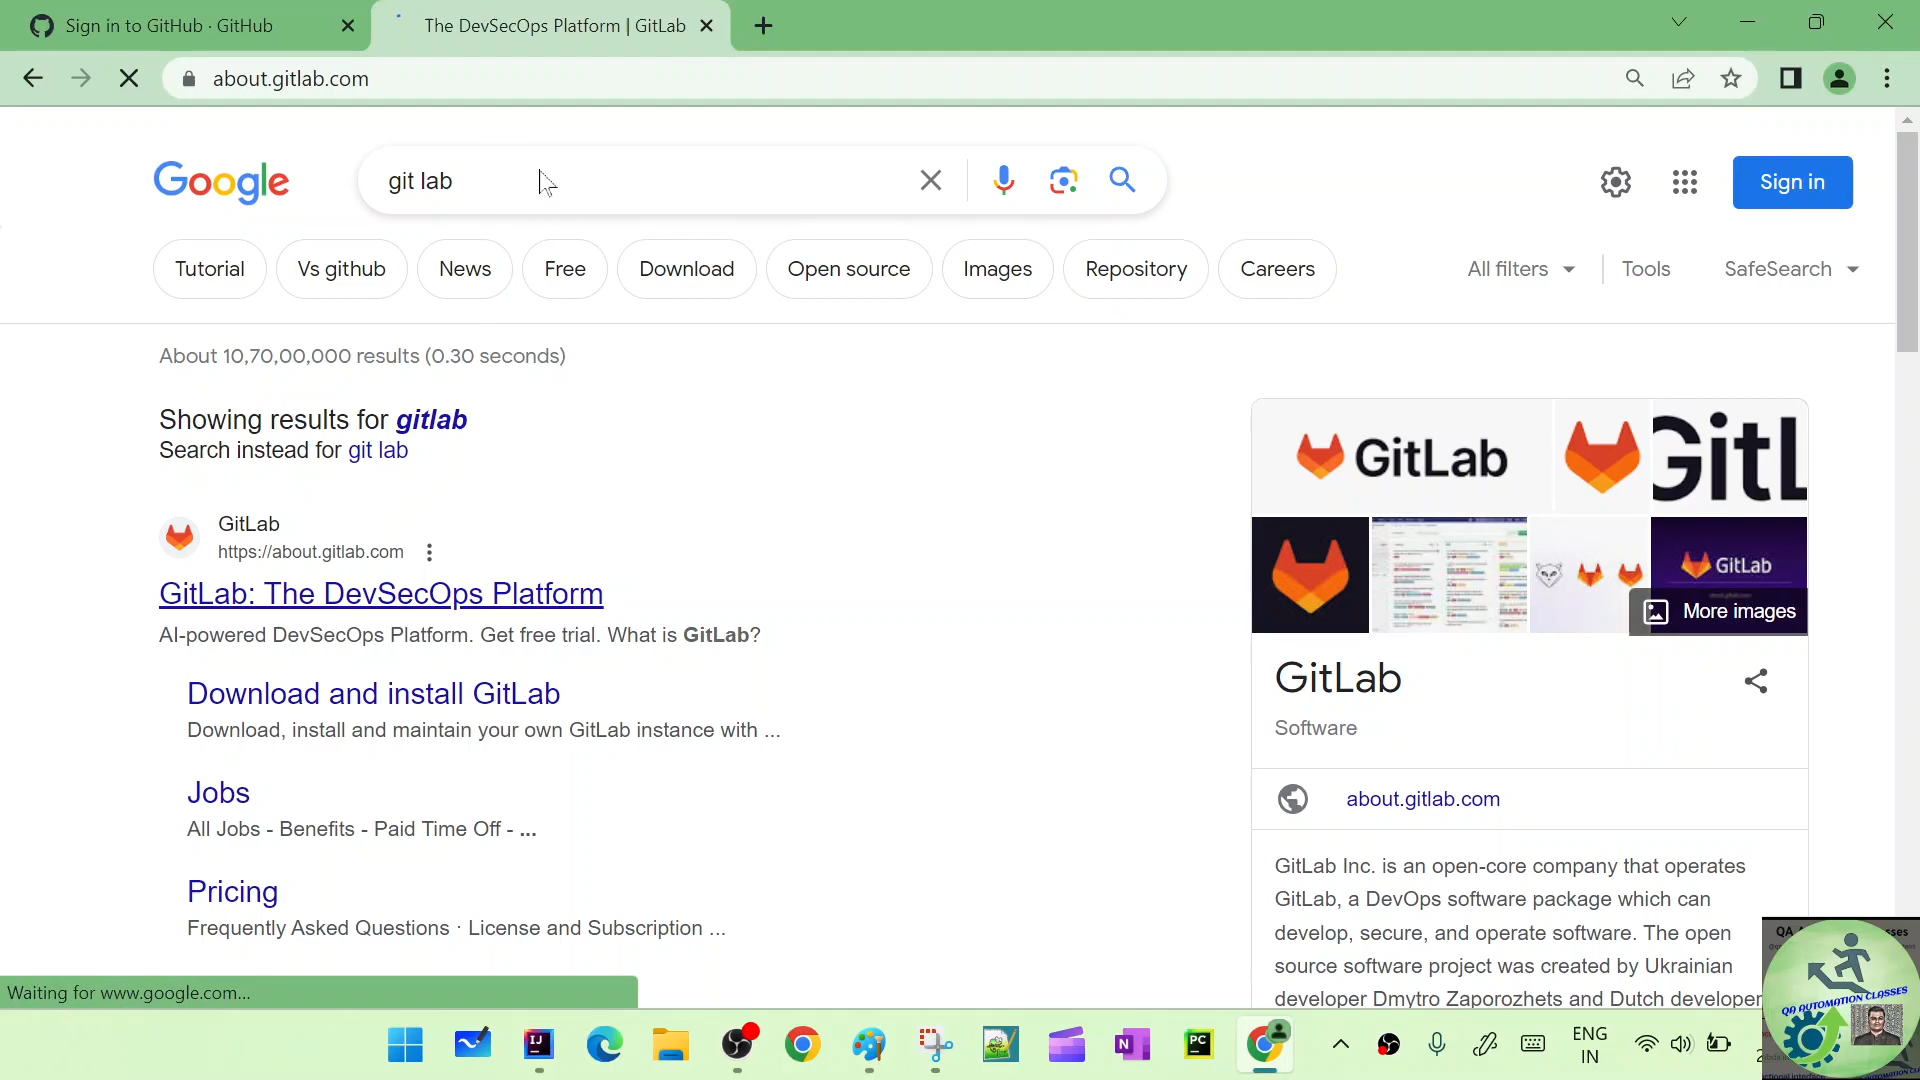 Sign in to GitHub · GitHub
The DevSecOps Platform | GitLab
about.gitlab.com
Google
git lab
Sign in
Tutorial
Vs github
News
Free
Download
Open source
Images
Repository
Careers
All filters
Tools
SafeSearch
About 10,70,00,000 results (0.30 seconds)
Showing results for gitlab
Search instead for git lab
GitLab
https://about.gitlab.com
GitLab: The DevSecOps Platform
AI-powered DevSecOps Platform. Get free trial. What is GitLab?
Download and install GitLab
Download, install and maintain your own GitLab instance with ...
Jobs
All Jobs - Benefits - Paid Time Off - ...
Pricing
Frequently Asked Questions · License and Subscription ...
GitLab
GitL
GitLab
More images
GitLab
Software
about.gitlab.com
GitLab Inc. is an open-core company that operates
GitLab, a DevOps software package which can
develop, secure, and operate software. The open
source software project was created by Ukrainian
developer Dmytro Zaporozhets and Dutch developer
Waiting for www.google.com...
IJ
N
PC
ENG
IN
QA AUTOMATION CLASSES